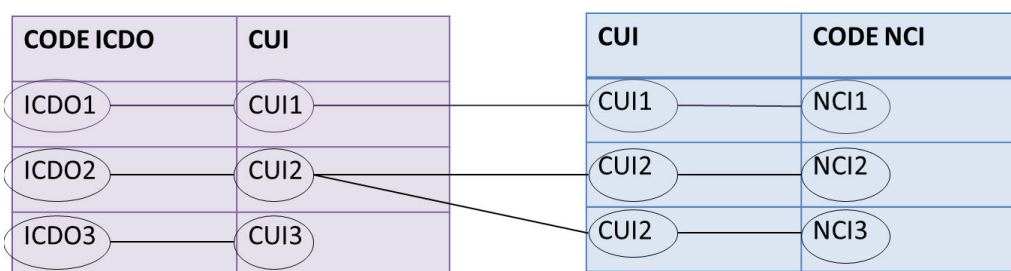 CODE ICDO CUI CUI CODE NCI
ICDO1 CUI1 CUI1 NCI1
ICDO2 CUI2 CUI2 NCI2
ICDO3 CUI3 CUI2 NCI3